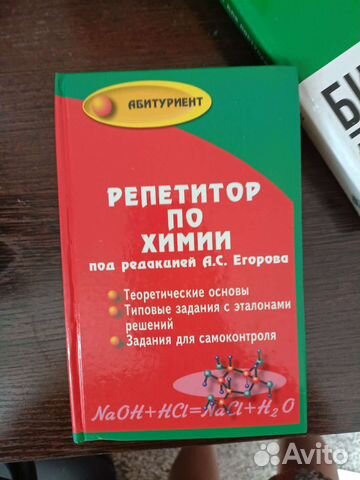 АБИТУРИЕНТ
РЕПЕТИТОР
ПО
ХИМИИ
под редакцией А.С. Егорова
Теоретические основы
Типовые задания с эталонами
решений
Задания для самоконтроля
NaOH+HCl=NaCl+H₂O
Avito